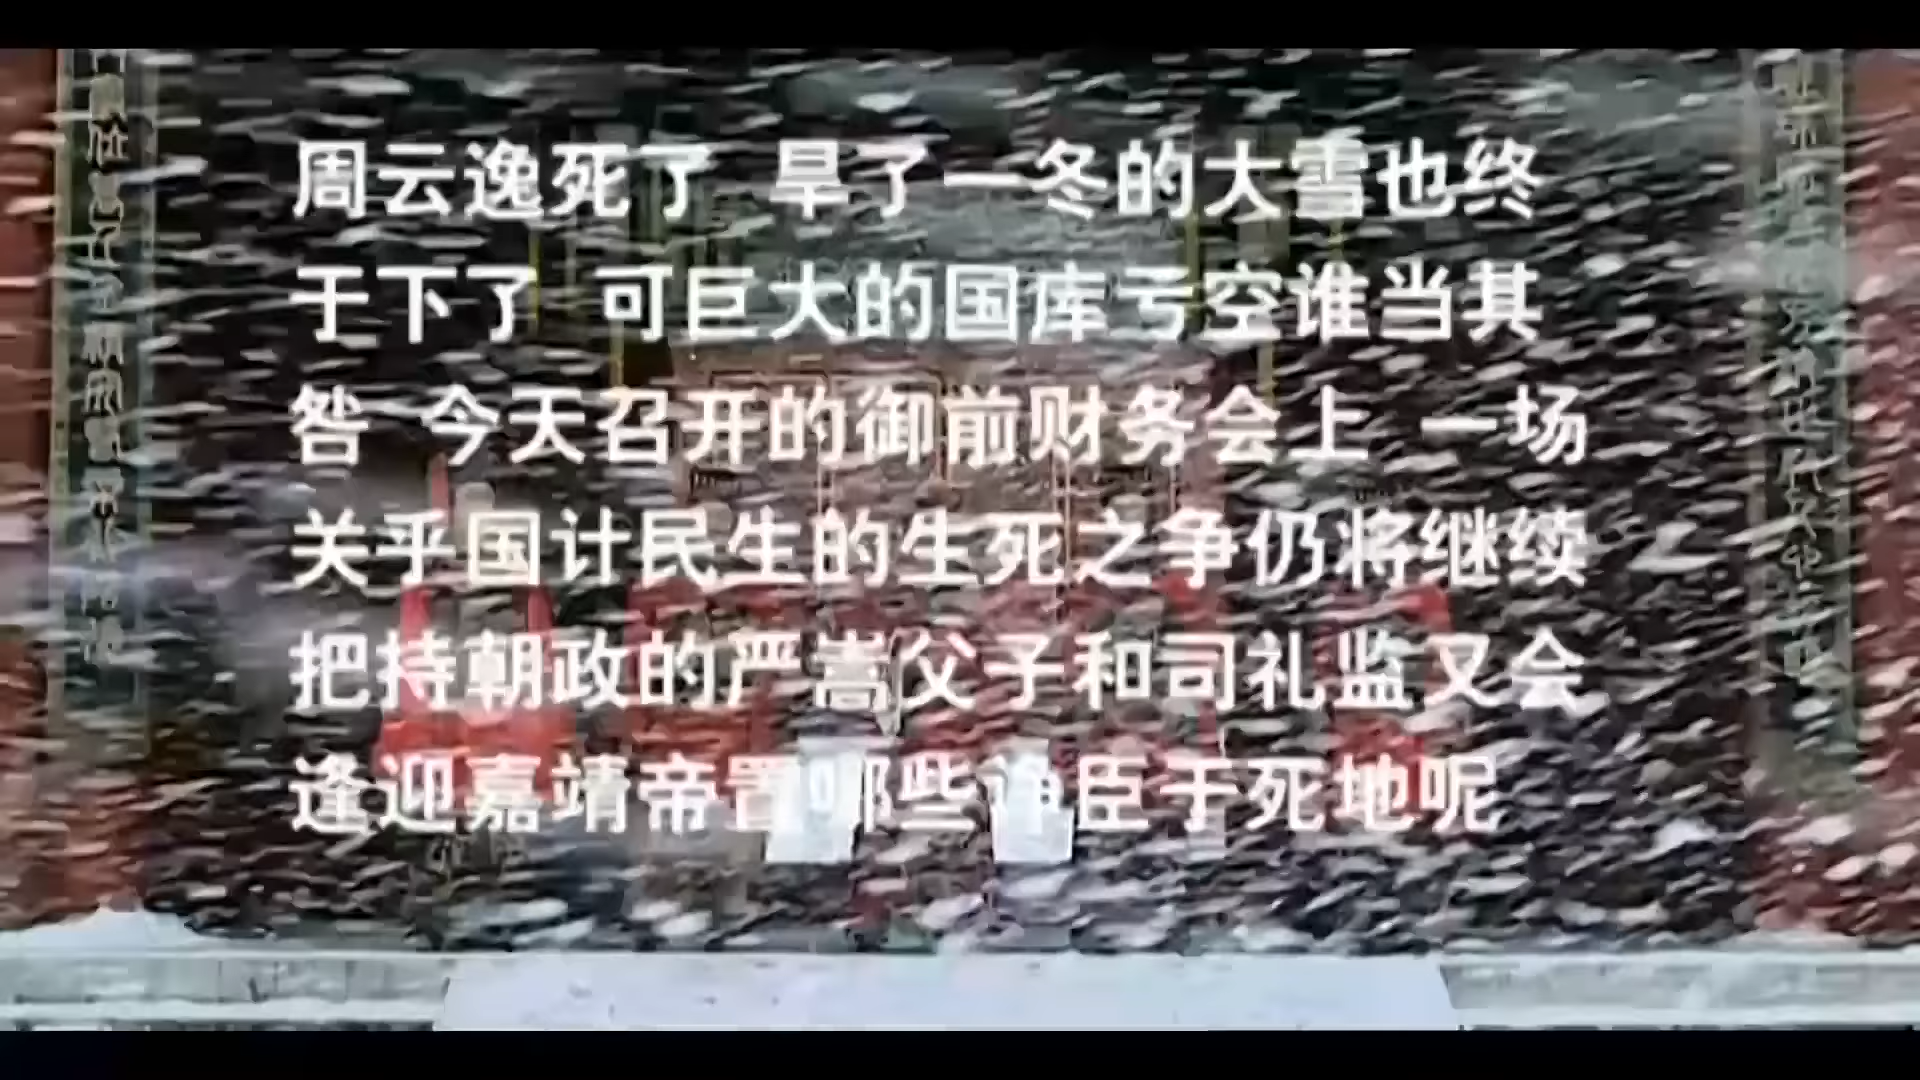 周云逸死了 旱了一冬的大雪也终
于下了 可巨大的国库亏空谁当其
咎 今天召开的御前财务会上 一场
关乎国计民生的生死之争仍将继续
把持朝政的严嵩父子和司礼监又会
逢迎嘉靖帝置哪些诤臣于死地呢